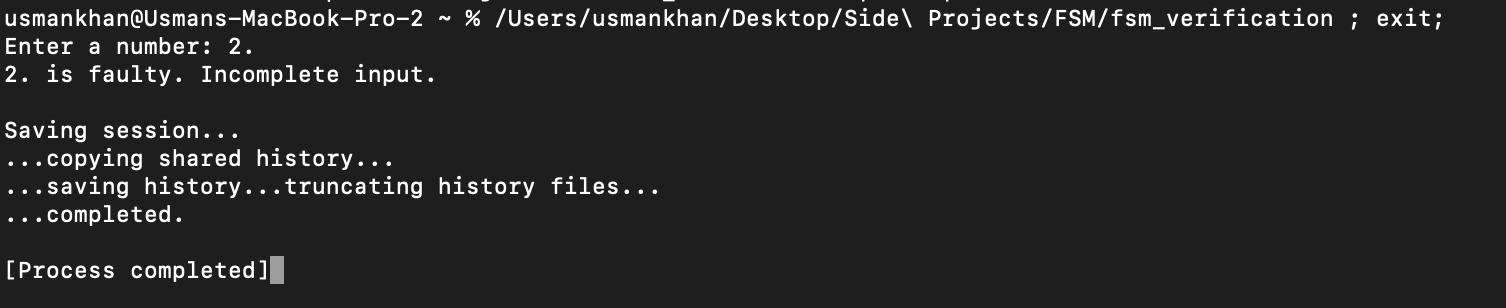 usmankhan@Usmans-MacBook-Pro-2 ~ % /Users/usmankhan/Desktop/Side\ Projects/FSM/fsm_verification ; exit;
Enter a number: 2.
2. is faulty. Incomplete input.
Saving session...
...copying shared history...
...saving history...truncating history files...
...completed.
[Process completed]